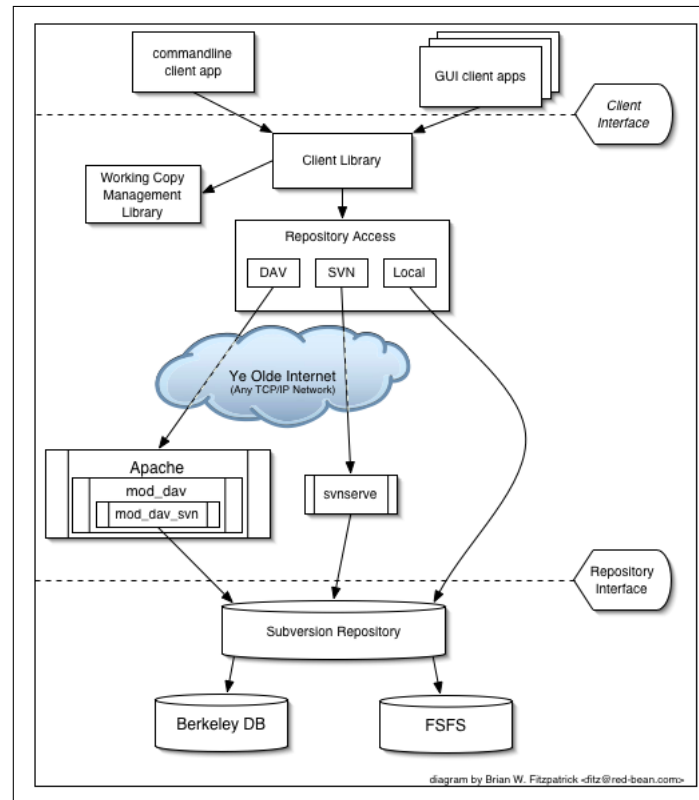 commandline
client app
GUI client apps
Client
Interface
Client Library
Working Copy
Management
Library
Repository Access
DAV
SVN
Local
Ye Olde Internet
(Any TCP/IP Network)
Apache
mod_dav
mod_dav_svn
svnserve
Repository
Interface
Subversion Repository
Berkeley DB
FSFS
diagram by Brian W. Fitzpatrick <fitz@red-bean.com>